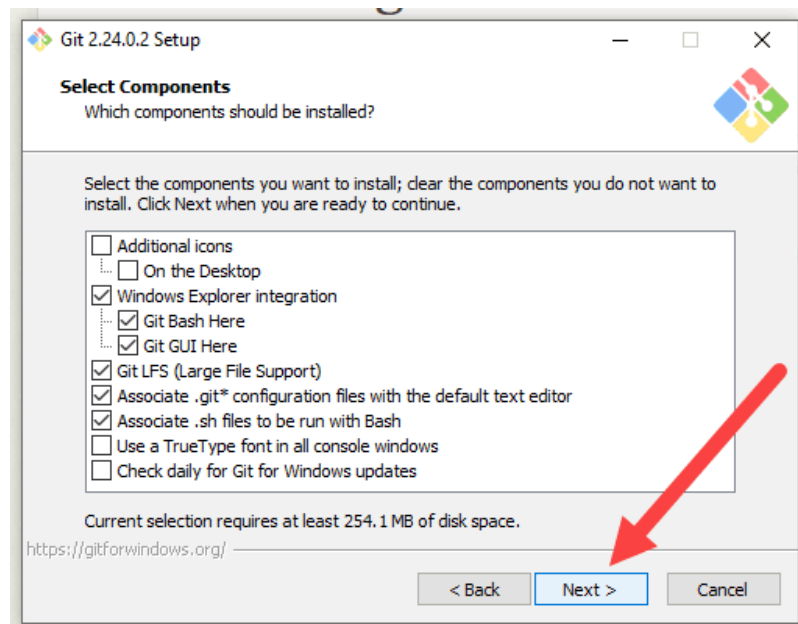 Git 2.24.0.2 Setup
Select Components
Which components should be installed?
Select the components you want to install; clear the components you do not want to
install. Click Next when you are ready to continue.
Additional icons
On the Desktop
Windows Explorer integration
Git Bash Here
Git GUI Here
Git LFS (Large File Support)
Associate .git* configuration files with the default text editor
Associate .sh files to be run with Bash
Use a TrueType font in all console windows
Check daily for Git for Windows updates
Current selection requires at least 254.1 MB of disk space.
https://gitforwindows.org/
< Back Next > Cancel